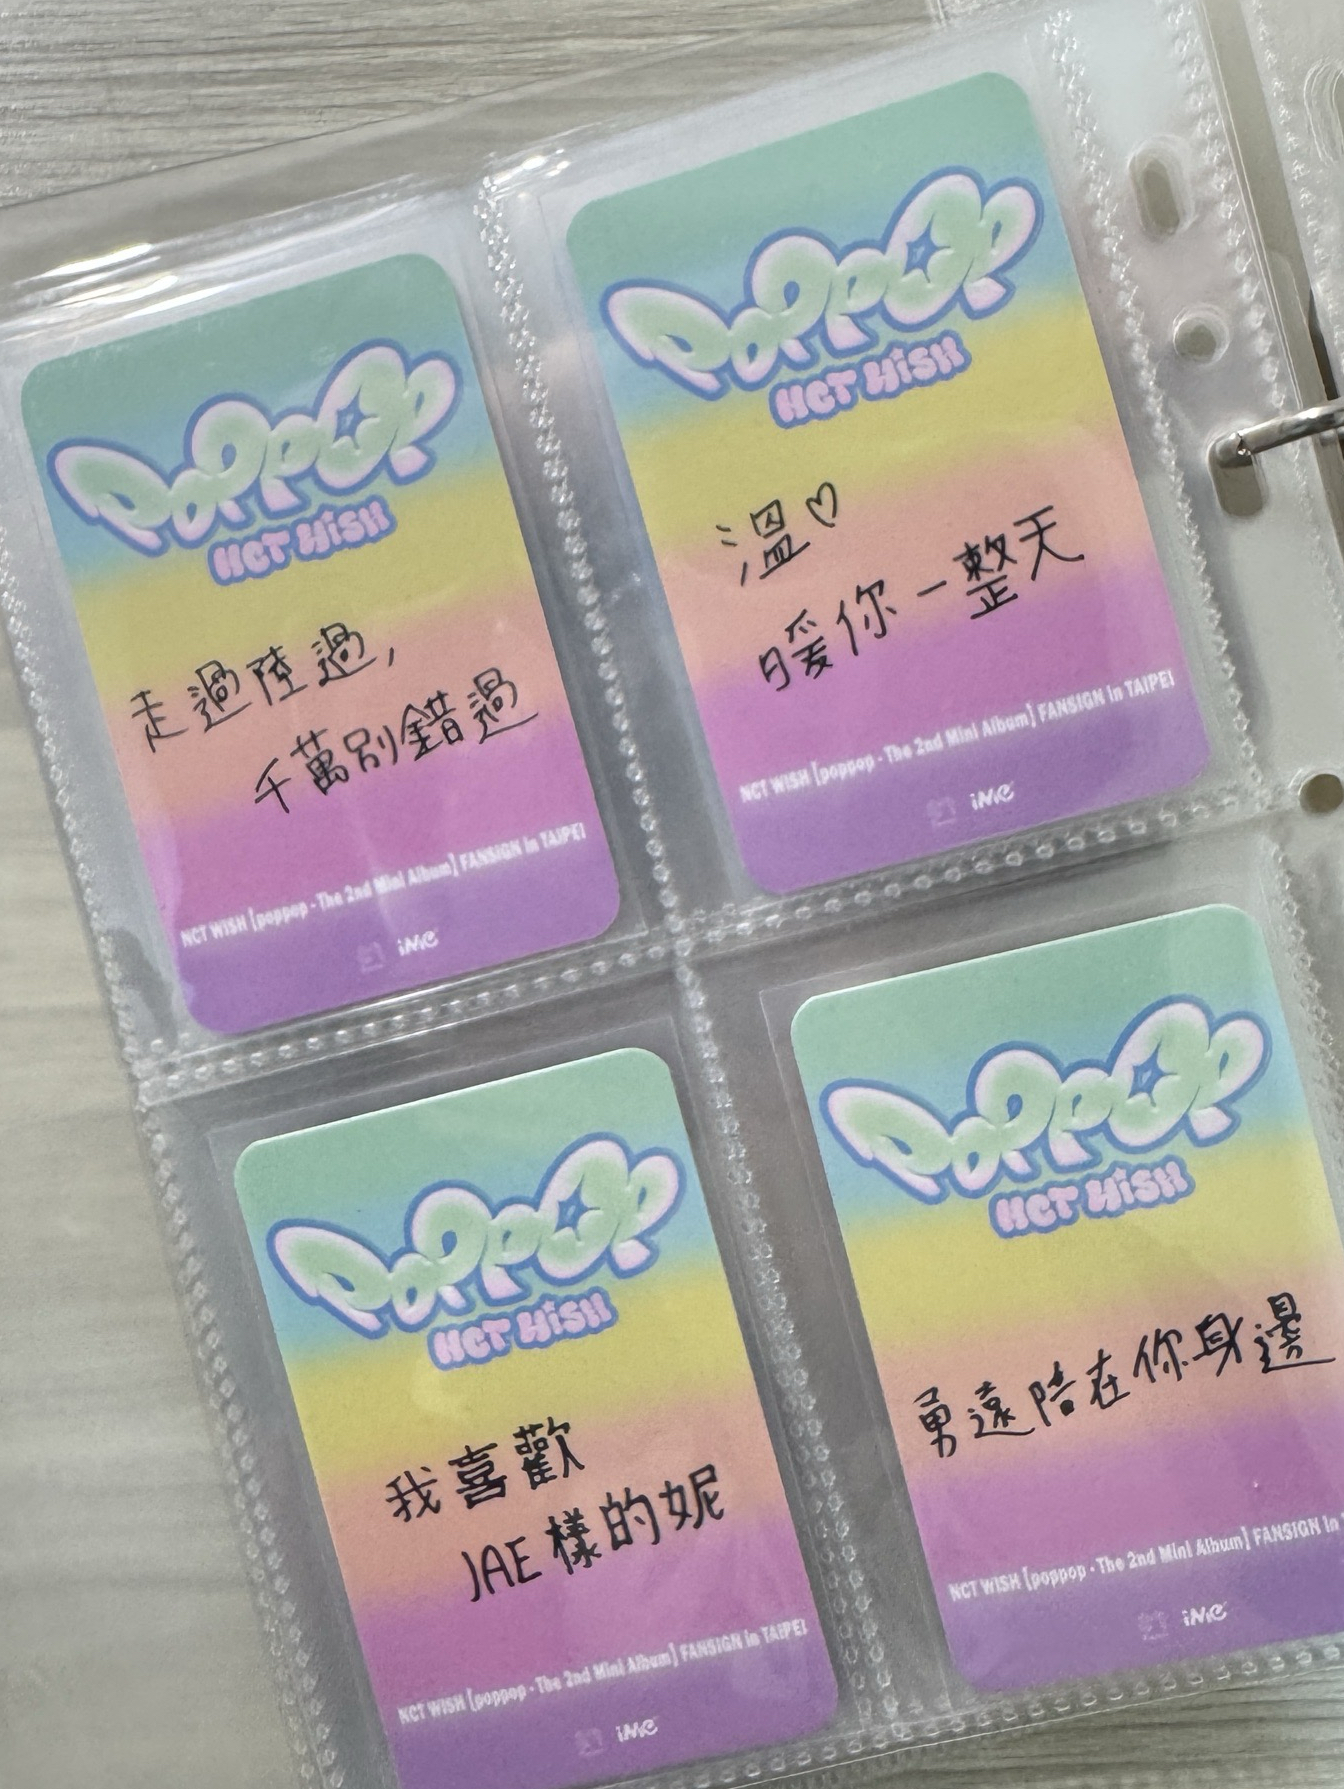 poppop
NCT WISH
走過陸過,
千萬別錯過
NCT WISH [poppop - The 2nd Mini Album] FANSIGN in TAIPEI
iMe
poppop
NCT WISH
溫♡
暖你一整天
NCT WISH [poppop - The 2nd Mini Album] FANSIGN in TAIPEI
iMe
poppop
NCT WISH
我喜歡
JAE樣的妮
NCT WISH [poppop - The 2nd Mini Album] FANSIGN in TAIPEI
iMe
poppop
NCT WISH
勇遠陪在你身邊
NCT WISH [poppop - The 2nd Mini Album] FANSIGN in
iMe